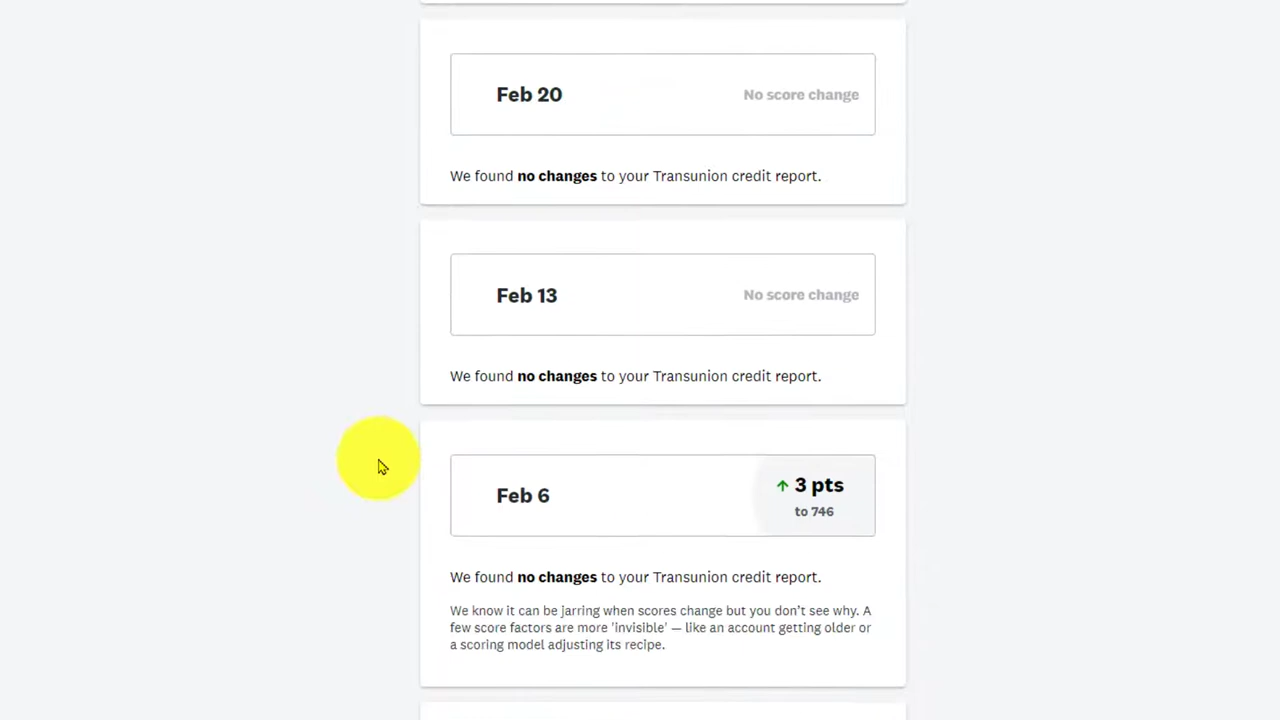 Feb 20
No score change
We found no changes to your Transunion credit report.
Feb 13
No score change
We found no changes to your Transunion credit report.
Feb 6
↑ 3 pts
to 746
We found no changes to your Transunion credit report.
We know it can be jarring when scores change but you don’t see why. A
few score factors are more 'invisible' — like an account getting older or
a scoring model adjusting its recipe.